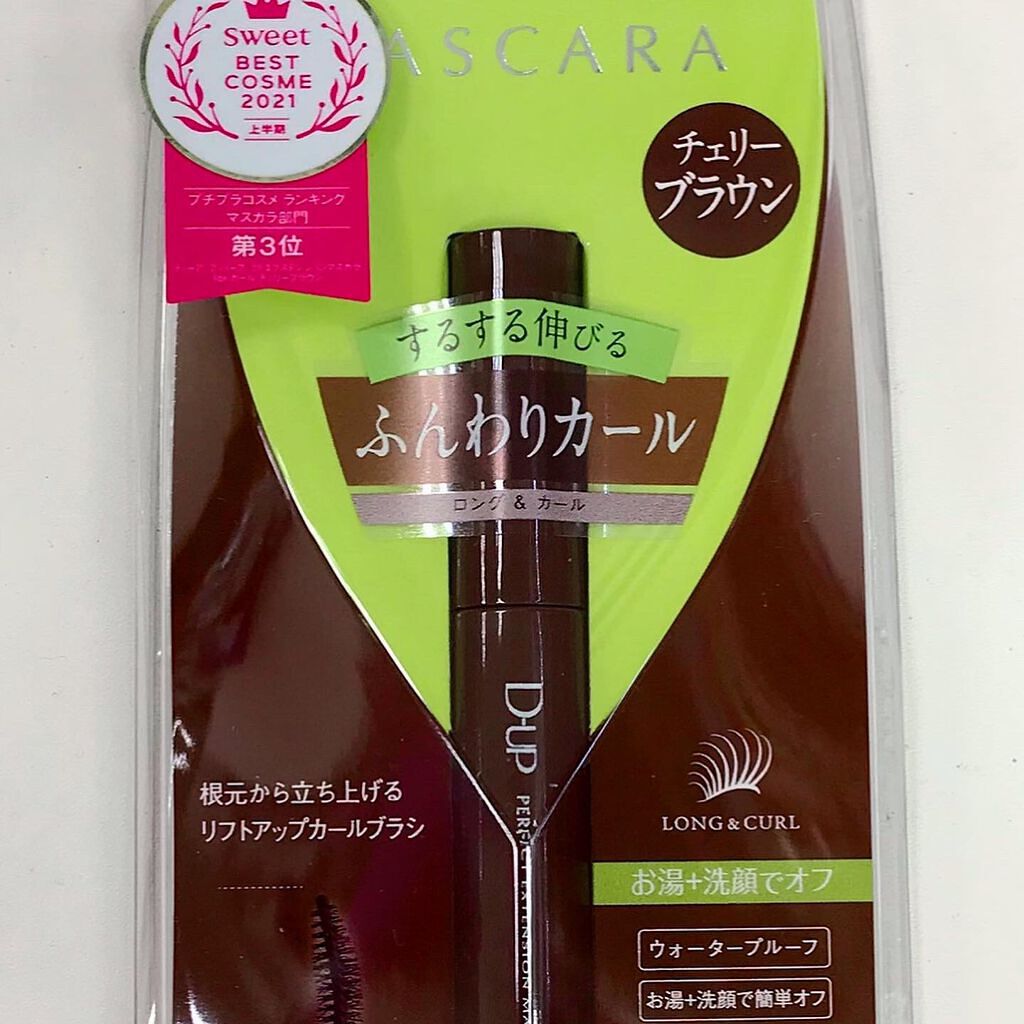 Sweet
BEST
COSME
2021
上半期
プチプラコスメ ランキング
マスカラ部門
第3位
ASCARA
チェリー
ブラウン
するする伸びる
ふんわりカール
ロング & カール
D-UP
PERFECT EXTENSION MA
根元から立ち上げる
リフトアップカールブラシ
LONG & CURL
お湯+洗顔でオフ
ウォータープルーフ
お湯+洗顔で簡単オフ